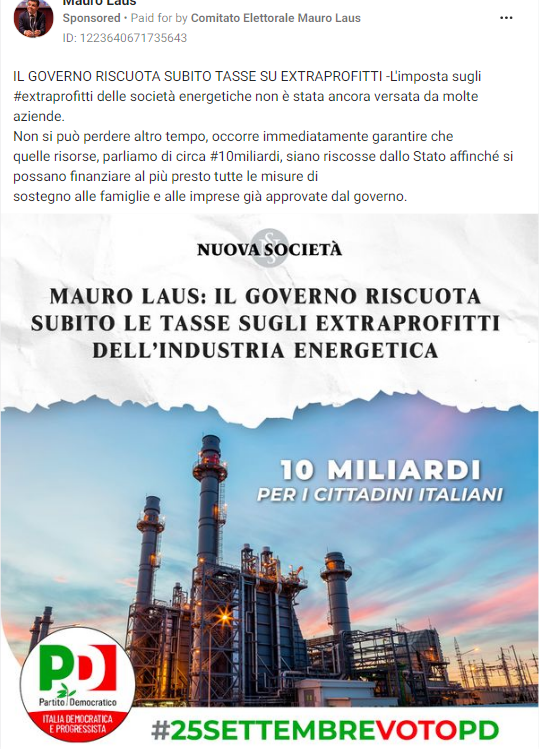 Mauro Laus
Sponsored • Paid for by Comitato Elettorale Mauro Laus
ID: 1223640671735643
IL GOVERNO RISCUOTA SUBITO TASSE SU EXTRAPROFITTI -L'imposta sugli
#extraprofitti delle società energetiche non è stata ancora versata da molte
aziende.
Non si può perdere altro tempo, occorre immediatamente garantire che
quelle risorse, parliamo di circa #10miliardi, siano riscosse dallo Stato affinché si
possano finanziare al più presto tutte le misure di
sostegno alle famiglie e alle imprese già approvate dal governo.
NUOVA SOCIETÀ
MAURO LAUS: IL GOVERNO RISCUOTA
SUBITO LE TASSE SUGLI EXTRAPROFITTI
DELL'INDUSTRIA ENERGETICA
10 MILIARDI
PER I CITTADINI ITALIANI
PD
Partito Democratico
ITALIA DEMOCRATICA
E PROGRESSISTA
#25SETTEMBREVOTOPD